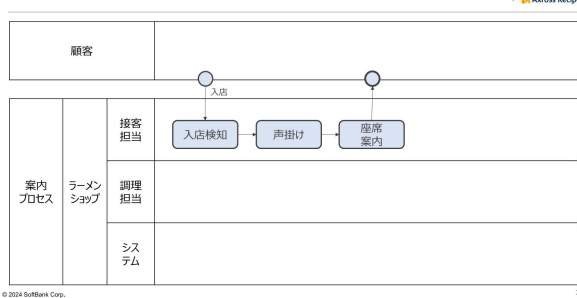 Axross Recipe
顧客
入店
案内
プロセス
ラーメン
ショップ
接客
担当
入店検知
声掛け
座席
案内
調理
担当
シス
テム
© 2024 SoftBank Corp.